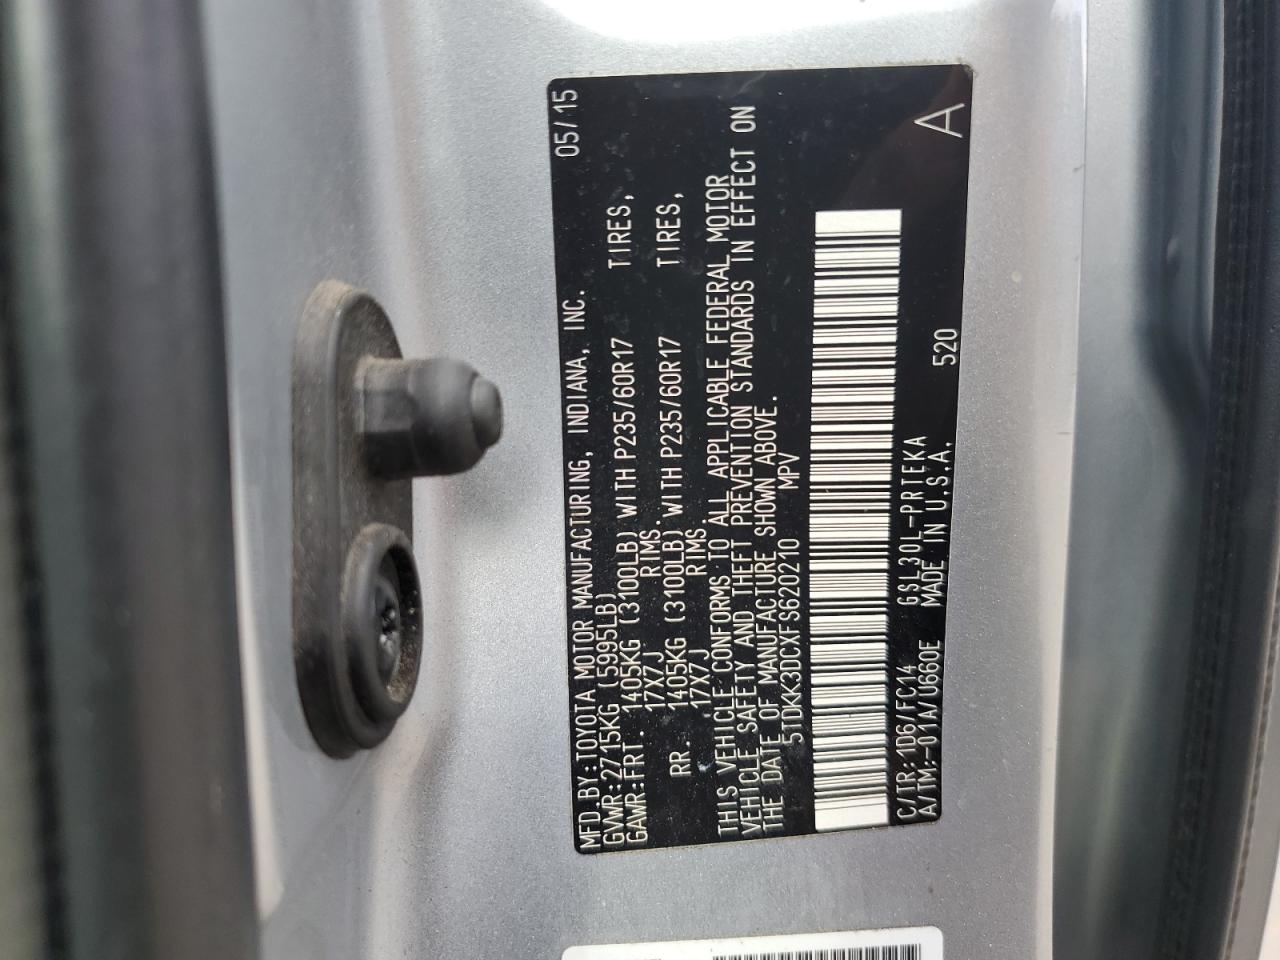 MFD.BY:TOYOTA MOTOR MANUFACTURING, INDIANA, INC. 05/15
GVWR:2715KG (5995LB)
GAWR:FRT. 1405KG (3100LB) WITH P235/60R17 TIRES,
17X7J RIMS.
RR. 1405KG (3100LB) WITH P235/60R17 TIRES,
17X7J RIMS.
THIS VEHICLE CONFORMS TO ALL APPLICABLE FEDERAL MOTOR
VEHICLE SAFETY AND THEFT PREVENTION STANDARDS IN EFFECT ON
THE DATE OF MANUFACTURE SHOWN ABOVE.
5TDKK3DCXFS620210 MPV
C/TR:1D6/FC14 GSL30L-PRTEKA
A/TM:-01A/U660E MADE IN U.S.A. 520
A